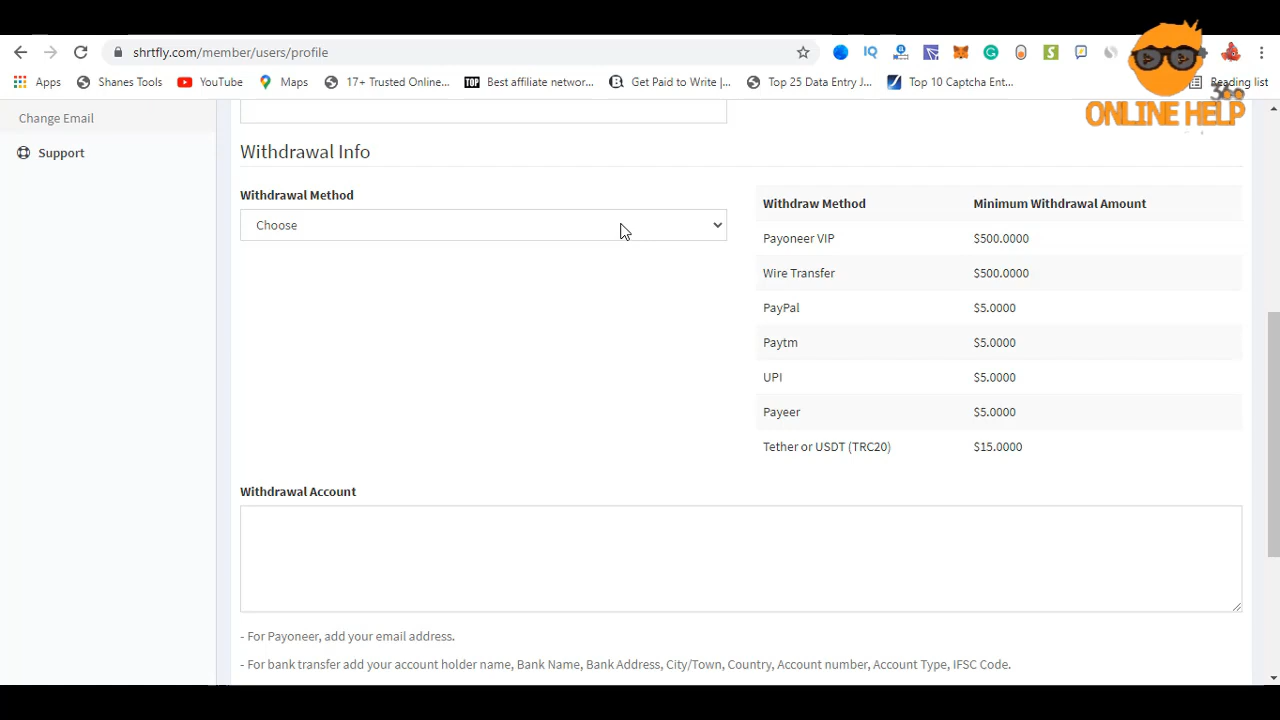 shrtfly.com/member/users/profile
Apps Shanes Tools YouTube Maps 17+ Trusted Online... TOP Best affiliate networ... Get Paid to Write |... Top 25 Data Entry J... Top 10 Captcha Ent... Reading list
360
ONLINE HELP
Change Email
Support
Withdrawal Info
Withdrawal Method
Choose
Withdraw Method Minimum Withdrawal Amount
Payoneer VIP $500.0000
Wire Transfer $500.0000
PayPal $5.0000
Paytm $5.0000
UPI $5.0000
Payeer $5.0000
Tether or USDT (TRC20) $15.0000
Withdrawal Account
- For Payoneer, add your email address.
- For bank transfer add your account holder name, Bank Name, Bank Address, City/Town, Country, Account number, Account Type, IFSC Code.